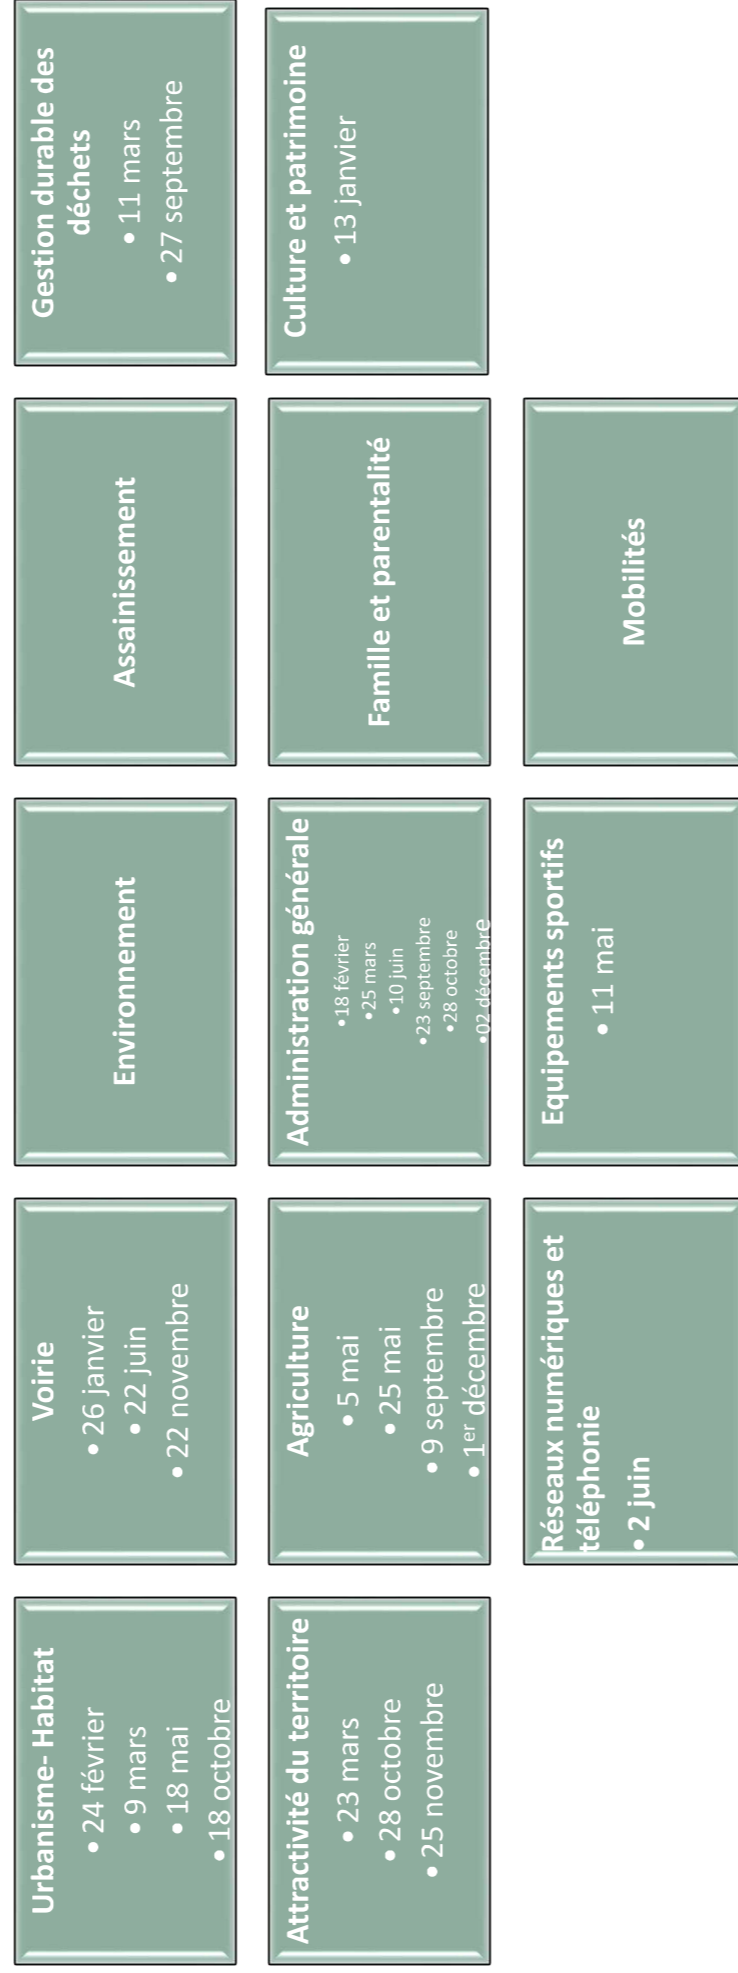 Urbanisme- Habitat
• 24 février
• 9 mars
• 18 mai
• 18 octobre
Voirie
• 26 janvier
• 22 juin
• 22 novembre
Environnement
Assainissement
Gestion durable des
déchets
• 11 mars
• 27 septembre
Attractivité du territoire
• 23 mars
• 28 octobre
• 25 novembre
Agriculture
• 5 mai
• 25 mai
• 9 septembre
• 1er décembre
Administration générale
•18 février
•25 mars
•10 juin
•23 septembre
•28 octobre
•02 décembre
Famille et parentalité
Culture et patrimoine
• 13 janvier
Réseaux numériques et
téléphonie
• 2 juin
Equipements sportifs
• 11 mai
Mobilités